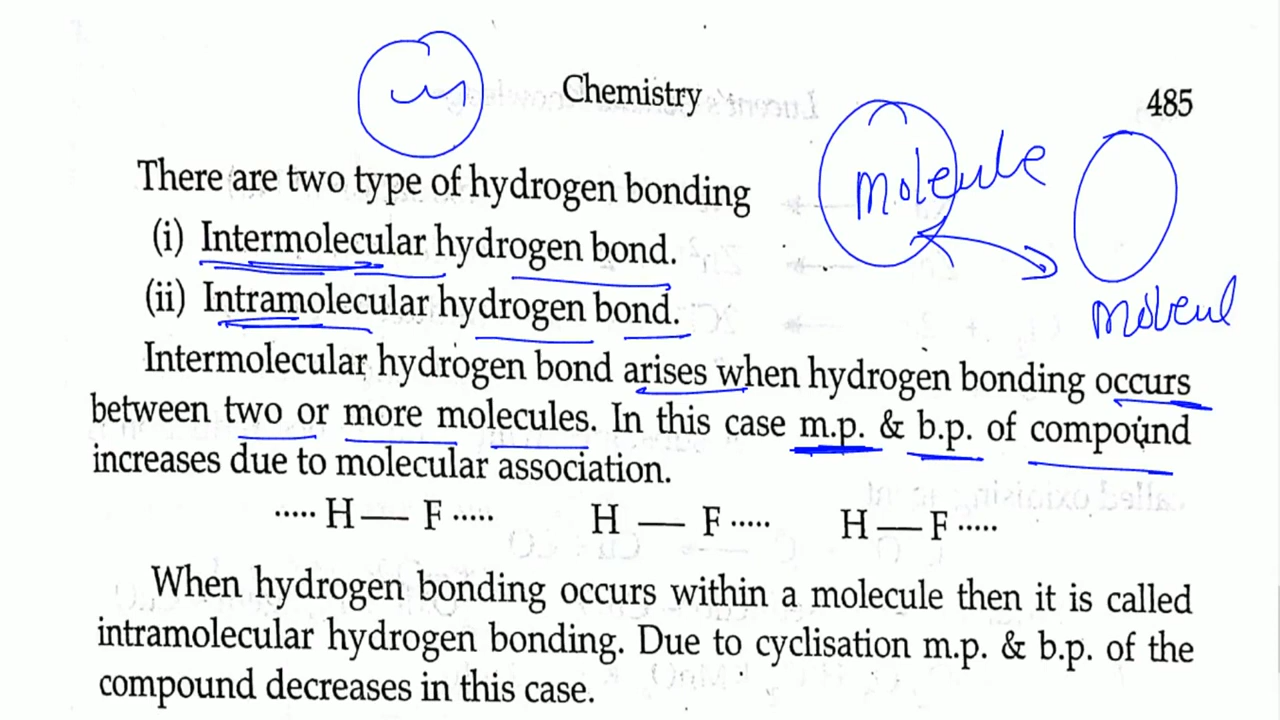 Chemistry
485
There are two type of hydrogen bonding
(i) Intermolecular hydrogen bond.
(ii) Intramolecular hydrogen bond.
Molecule
Intermolecular hydrogen bond arises when hydrogen bonding occurs
between two or more molecules. In this case m.p. & b.p. of compound
increases due to molecular association.
····· H — F ····· H — F ····· H — F ·····
When hydrogen bonding occurs within a molecule then it is called
intramolecular hydrogen bonding. Due to cyclisation m.p. & b.p. of the
compound decreases in this case.